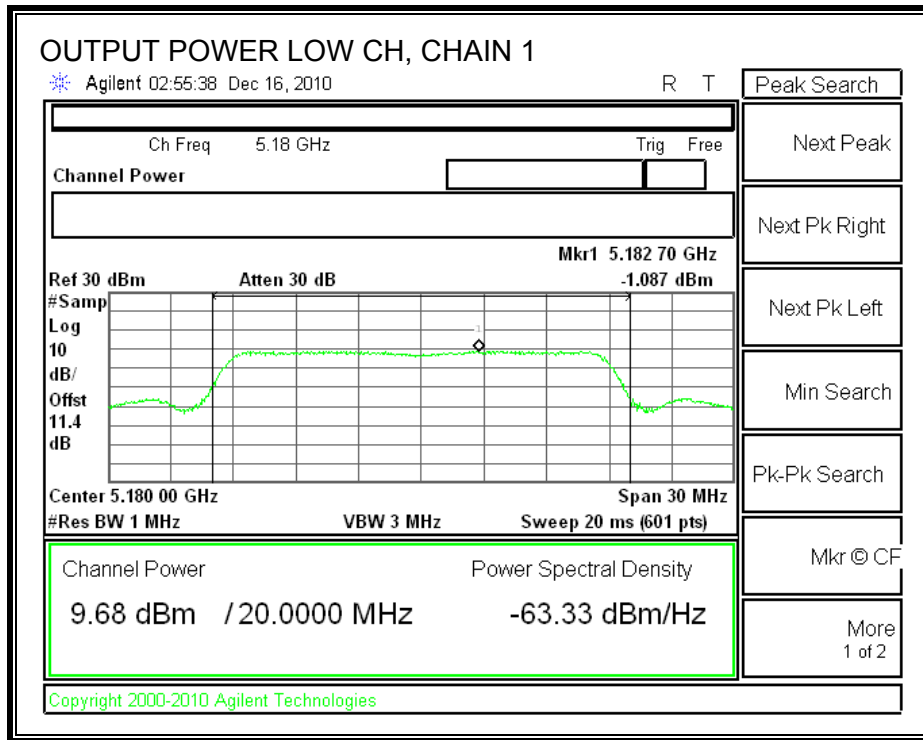 OUTPUT POWER LOW CH, CHAIN 1
Agilent 02:55:38 Dec 16, 2010 R T
Peak Search
Ch Freq 5.18 GHz Trig Free
Channel Power
Mkr1 5.182 70 GHz
Ref 30 dBm Atten 30 dB -1.087 dBm
#Samp
Log
10
dB/
Offst
11.4
dB
1
Center 5.180 00 GHz Span 30 MHz
#Res BW 1 MHz VBW 3 MHz Sweep 20 ms (601 pts)
Channel Power Power Spectral Density
9.68 dBm / 20.0000 MHz -63.33 dBm/Hz
Copyright 2000-2010 Agilent Technologies
Next Peak
Next Pk Right
Next Pk Left
Min Search
Pk-Pk Search
Mkr © CF
More
1 of 2